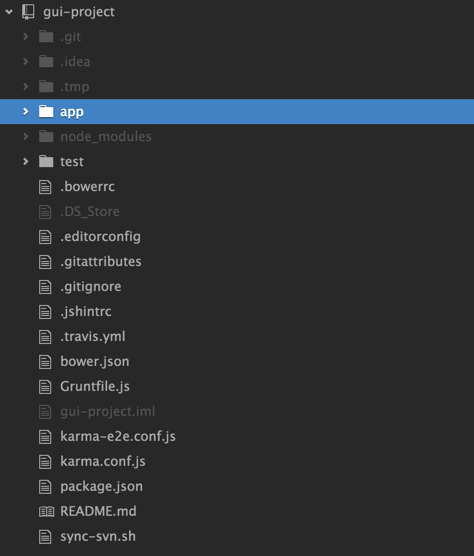 gui-project
.git
.idea
.tmp
app
node_modules
test
.bowerrc
.DS_Store
.editorconfig
.gitattributes
.gitignore
.jshintrc
.travis.yml
bower.json
Gruntfile.js
gui-project.iml
karma-e2e.conf.js
karma.conf.js
package.json
README.md
sync-svn.sh